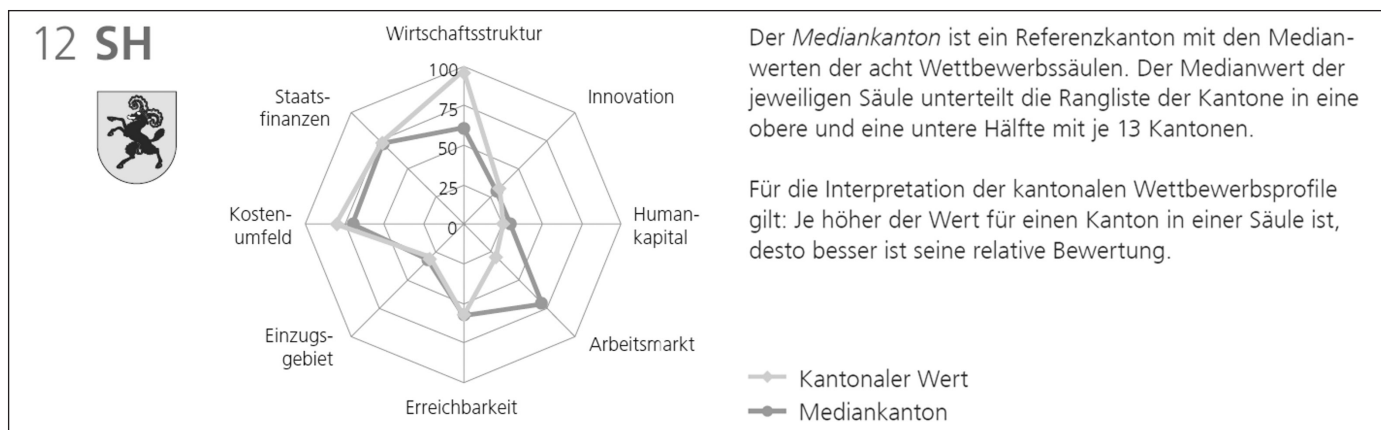 12 SH
Wirtschaftsstruktur
100
75
50
25
0
Innovation
Human-
kapital
Arbeitsmarkt
Erreichbarkeit
Einzugs-
gebiet
Kosten-
umfeld
Staats-
finanzen
Der Mediankanton ist ein Referenzkanton mit den Median-
werten der acht Wettbewerbssäulen. Der Medianwert der
jeweiligen Säule unterteilt die Rangliste der Kantone in eine
obere und eine untere Hälfte mit je 13 Kantonen.
Für die Interpretation der kantonalen Wettbewerbsprofile
gilt: Je höher der Wert für einen Kanton in einer Säule ist,
desto besser ist seine relative Bewertung.
Kantonaler Wert
Mediankanton